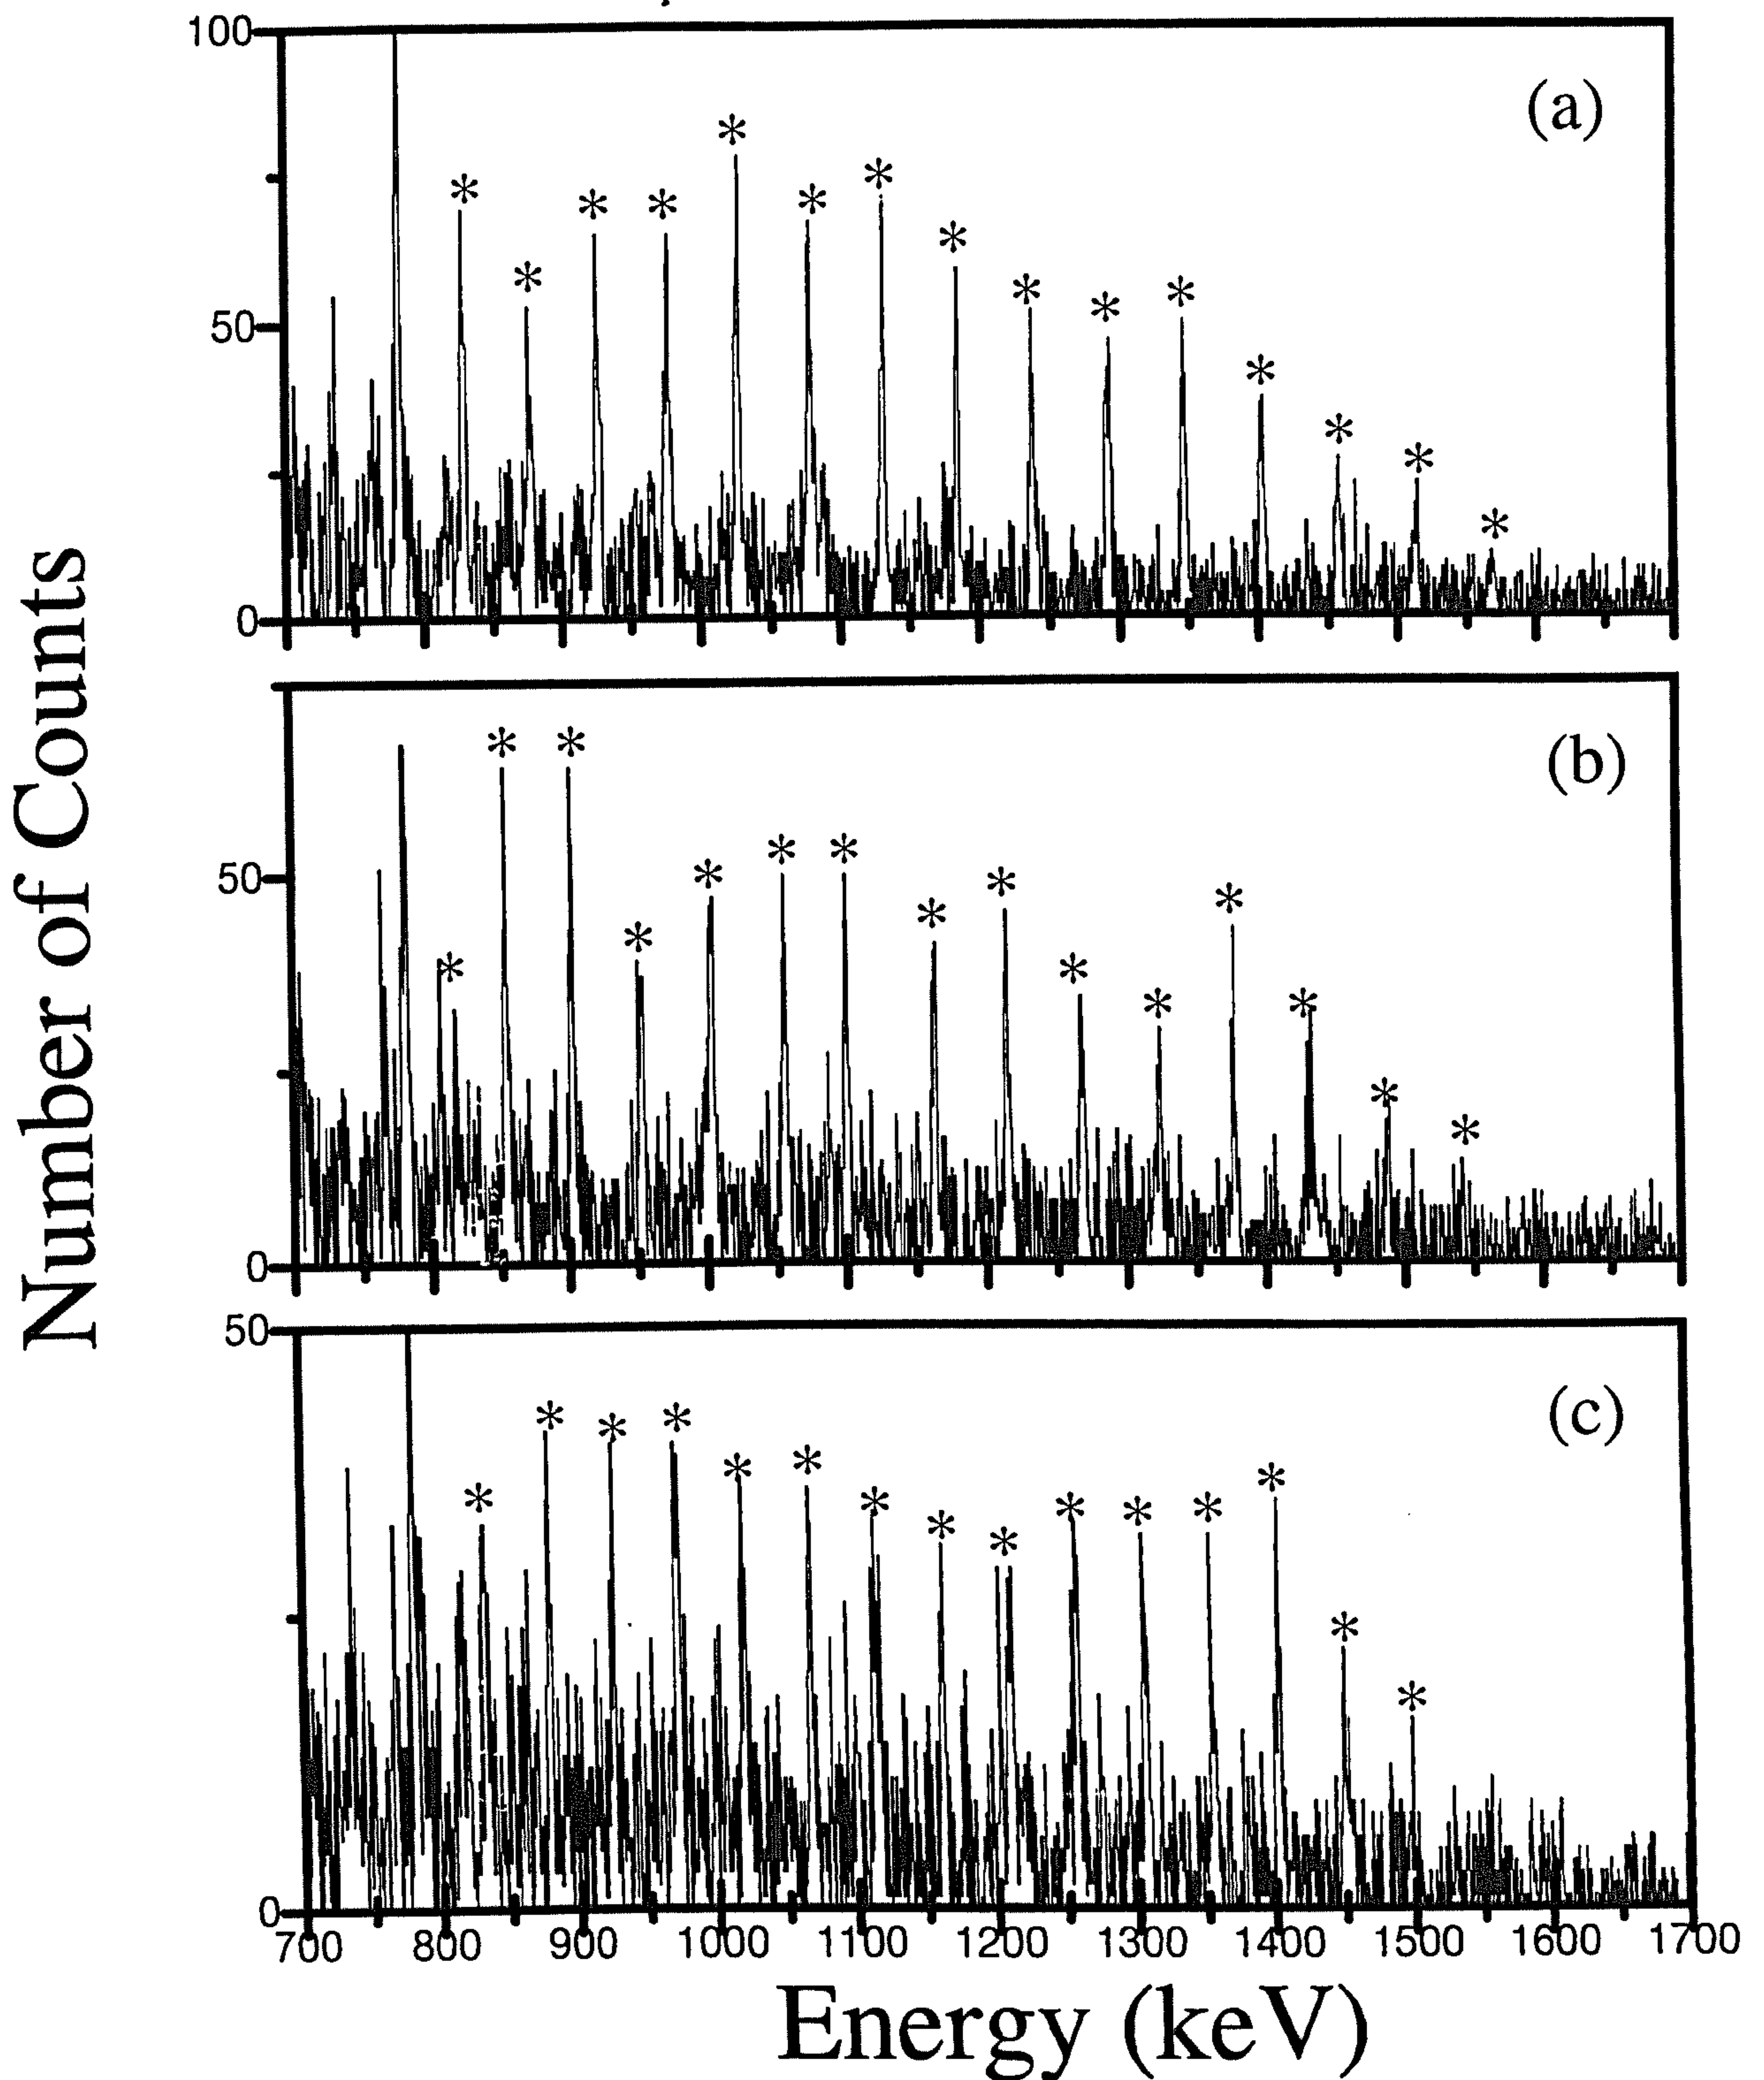 100
50
0
(a)
* * * * * * * * * * * * * * *
50
0
(b)
* * * * * * * * * * * * * * *
50
0
(c)
* * * * * * * * * * * * * *
700 800 900 1000 1100 1200 1300 1400 1500 1600 1700
Energy (keV)
Number of Counts